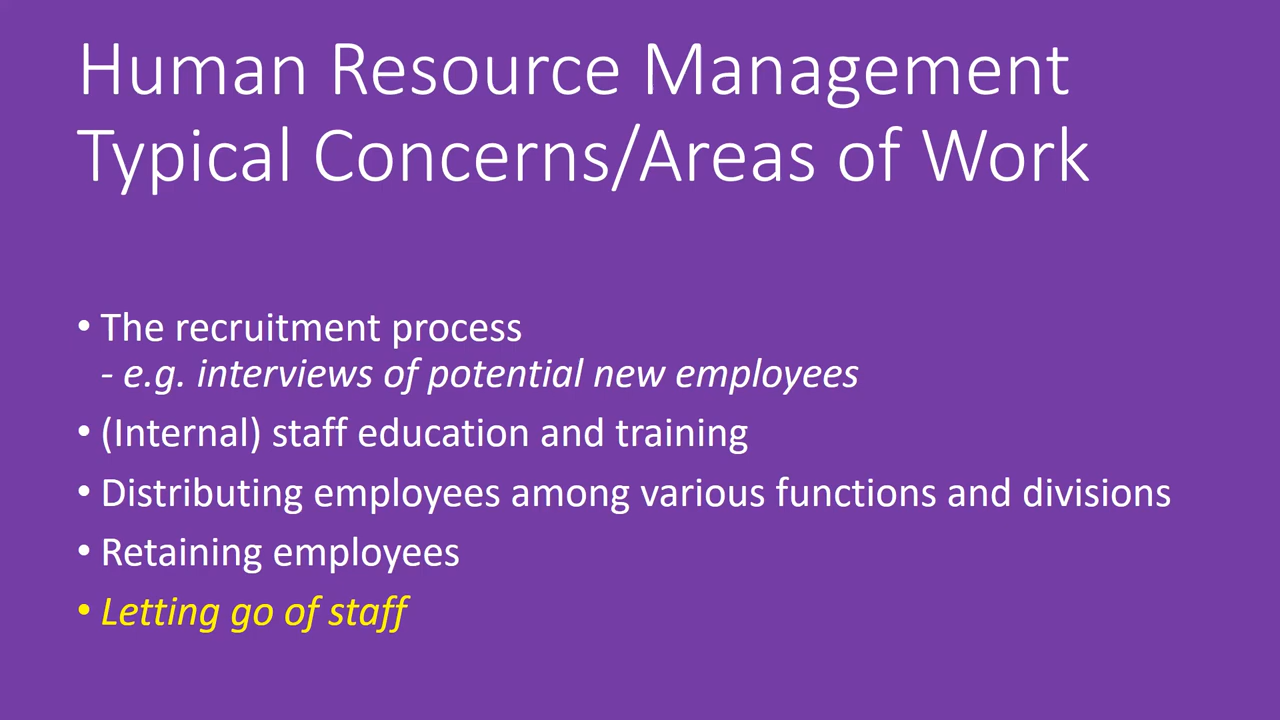 Human Resource Management
Typical Concerns/Areas of Work
• The recruitment process
- e.g. interviews of potential new employees
• (Internal) staff education and training
• Distributing employees among various functions and divisions
• Retaining employees
• Letting go of staff